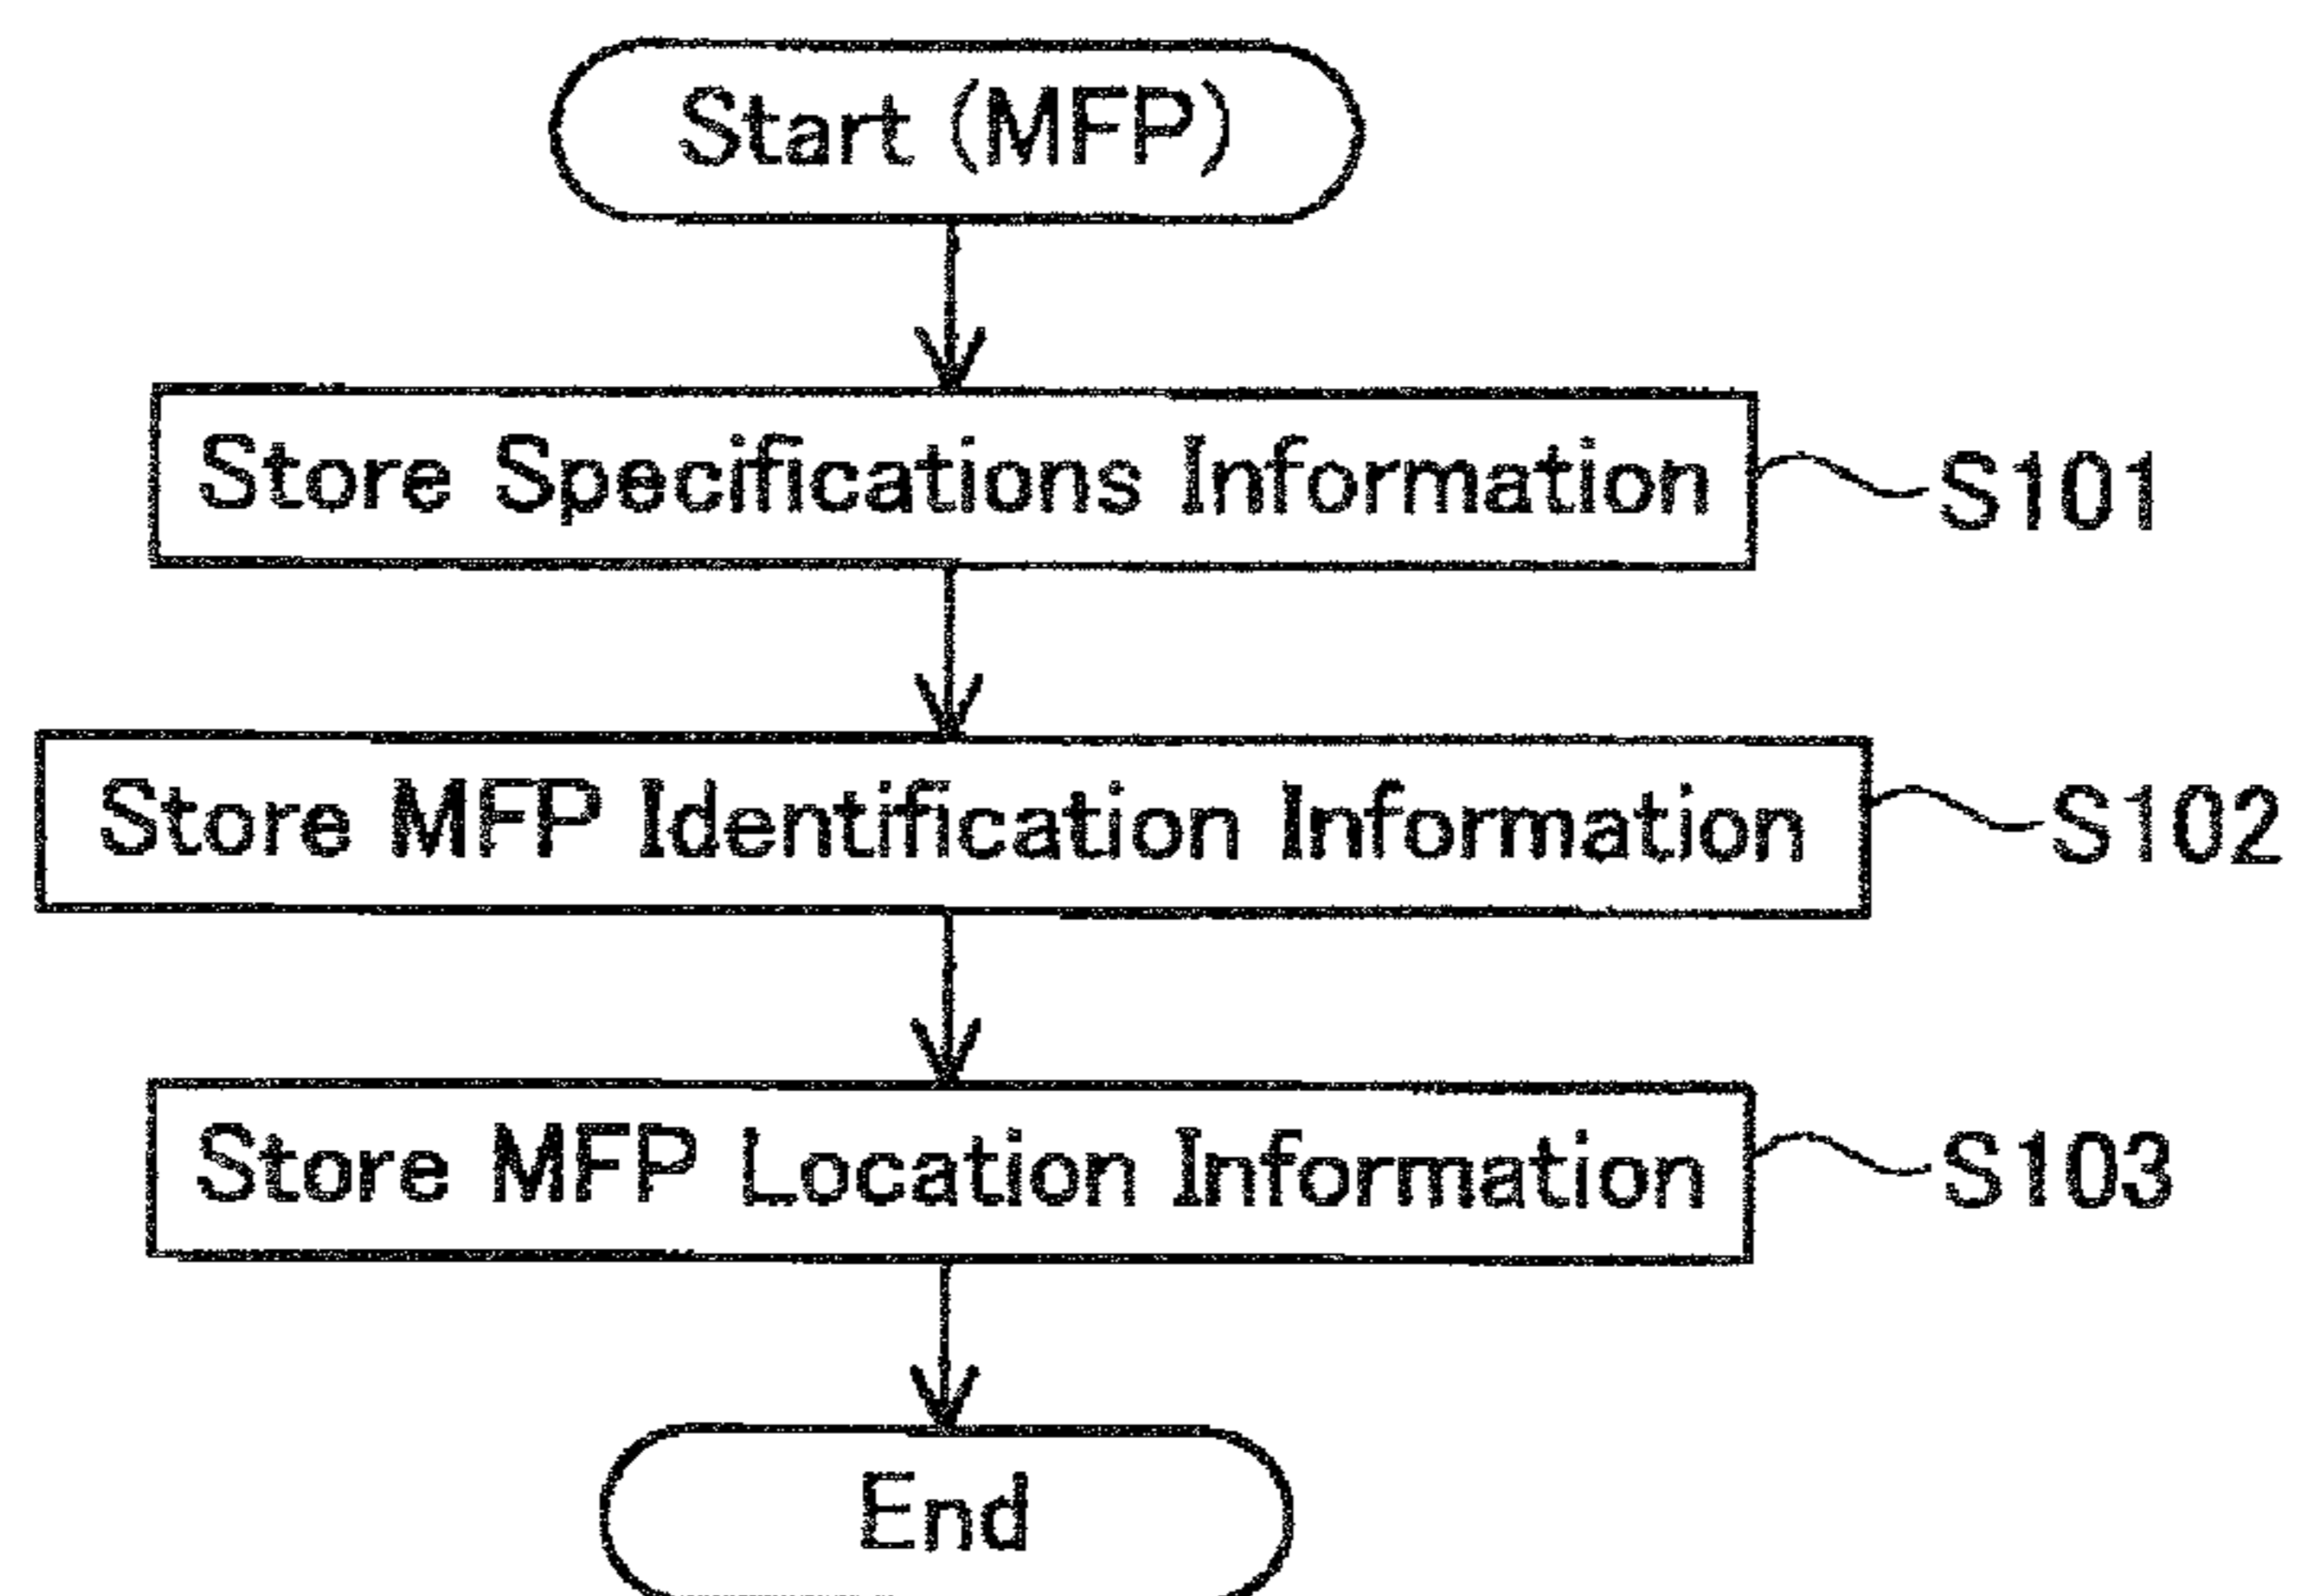 Start (MFP)
Store Specifications Information
S101
Store MFP Identification Information
S102
Store MFP Location Information
S103
End